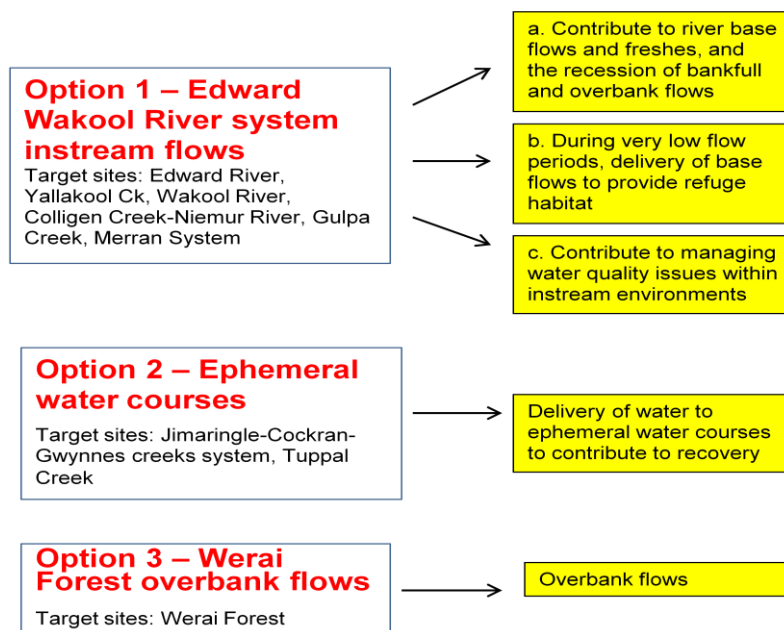 Option 1 – Edward
Wakool River system
instream flows
Target sites: Edward River,
Yallakool Ck, Wakool River,
Colligen Creek-Niemur River, Gulpa
Creek, Merran System
a. Contribute to river base
flows and freshes, and
the recession of bankfull
and overbank flows
b. During very low flow
periods, delivery of base
flows to provide refuge
habitat
c. Contribute to managing
water quality issues within
instream environments
Option 2 – Ephemeral
water courses
Target sites: Jimaringle-Cockran-
Gwynnes creeks system, Tuppal
Creek
Delivery of water to
ephemeral water courses
to contribute to recovery
Option 3 – Werai
Forest overbank flows
Target sites: Werai Forest
Overbank flows